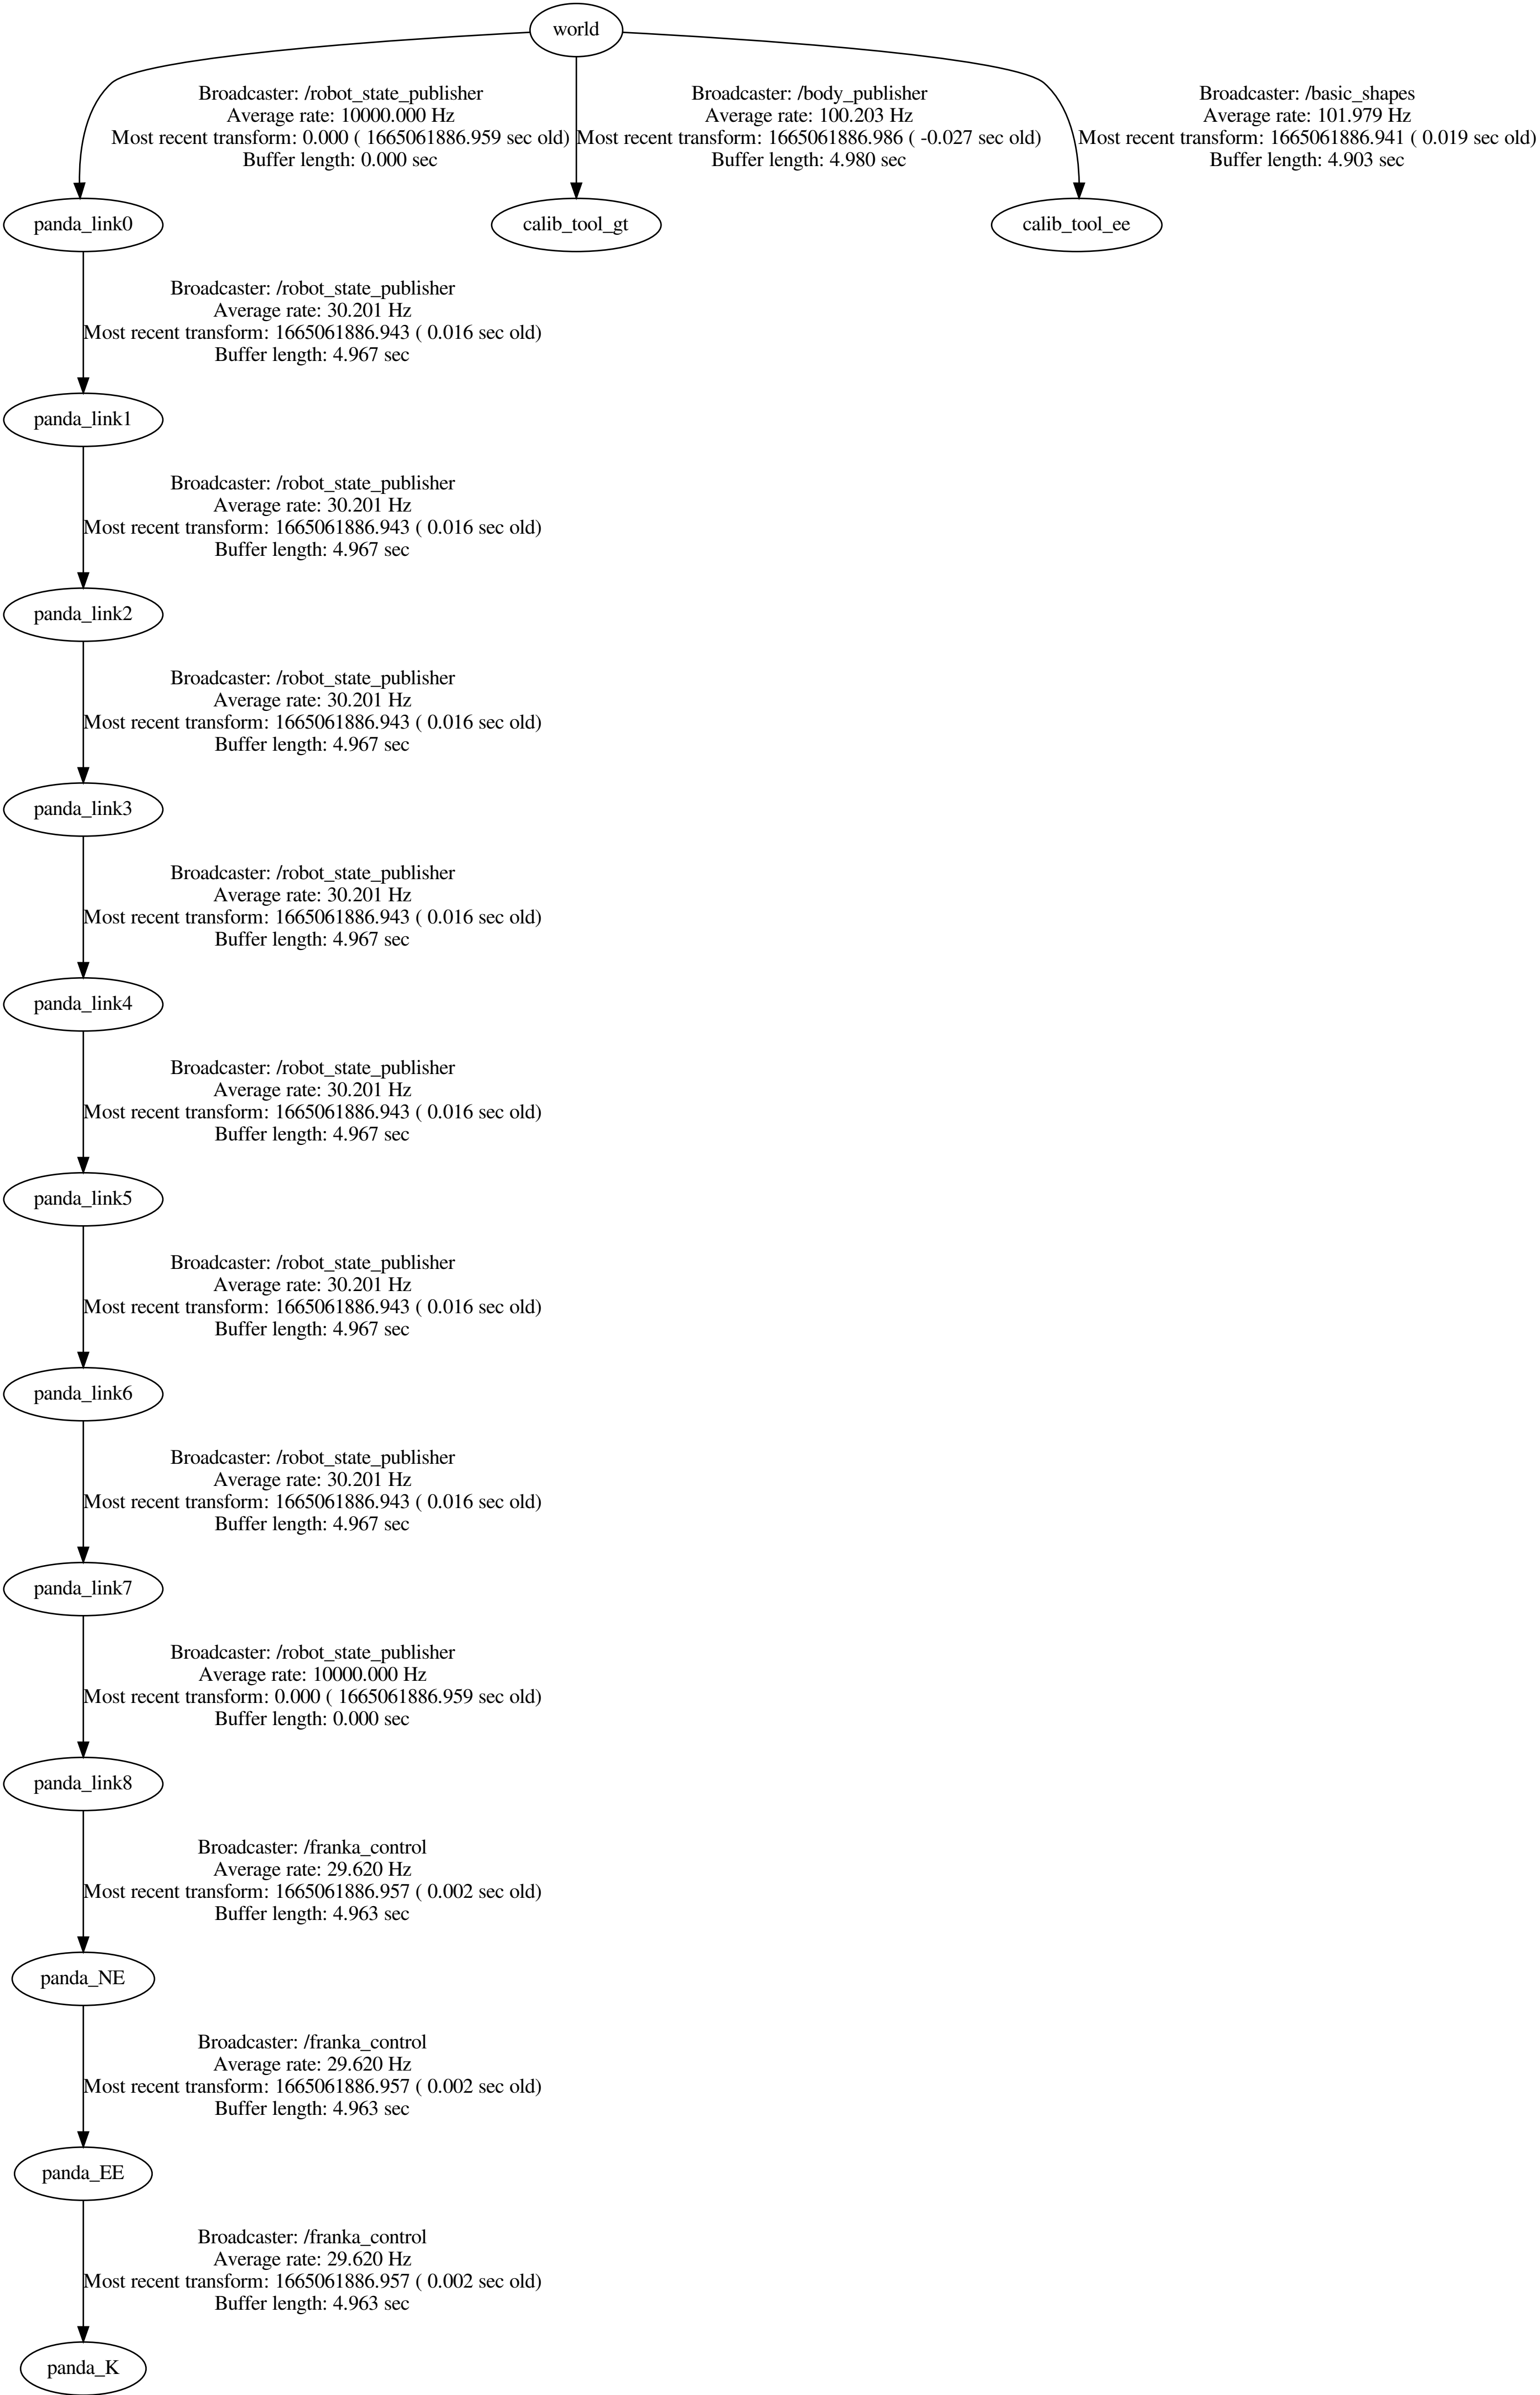 world
Broadcaster: /robot_state_publisher
Average rate: 10000.000 Hz
Most recent transform: 0.000 ( 1665061886.959 sec old)
Buffer length: 0.000 sec
Broadcaster: /body_publisher
Average rate: 100.203 Hz
Most recent transform: 1665061886.986 ( -0.027 sec old)
Buffer length: 4.980 sec
Broadcaster: /basic_shapes
Average rate: 101.979 Hz
Most recent transform: 1665061886.941 ( 0.019 sec old)
Buffer length: 4.903 sec
panda_link0
calib_tool_gt
calib_tool_ee
Broadcaster: /robot_state_publisher
Average rate: 30.201 Hz
Most recent transform: 1665061886.943 ( 0.016 sec old)
Buffer length: 4.967 sec
panda_link1
Broadcaster: /robot_state_publisher
Average rate: 30.201 Hz
Most recent transform: 1665061886.943 ( 0.016 sec old)
Buffer length: 4.967 sec
panda_link2
Broadcaster: /robot_state_publisher
Average rate: 30.201 Hz
Most recent transform: 1665061886.943 ( 0.016 sec old)
Buffer length: 4.967 sec
panda_link3
Broadcaster: /robot_state_publisher
Average rate: 30.201 Hz
Most recent transform: 1665061886.943 ( 0.016 sec old)
Buffer length: 4.967 sec
panda_link4
Broadcaster: /robot_state_publisher
Average rate: 30.201 Hz
Most recent transform: 1665061886.943 ( 0.016 sec old)
Buffer length: 4.967 sec
panda_link5
Broadcaster: /robot_state_publisher
Average rate: 30.201 Hz
Most recent transform: 1665061886.943 ( 0.016 sec old)
Buffer length: 4.967 sec
panda_link6
Broadcaster: /robot_state_publisher
Average rate: 30.201 Hz
Most recent transform: 1665061886.943 ( 0.016 sec old)
Buffer length: 4.967 sec
panda_link7
Broadcaster: /robot_state_publisher
Average rate: 10000.000 Hz
Most recent transform: 0.000 ( 1665061886.959 sec old)
Buffer length: 0.000 sec
panda_link8
Broadcaster: /franka_control
Average rate: 29.620 Hz
Most recent transform: 1665061886.957 ( 0.002 sec old)
Buffer length: 4.963 sec
panda_NE
Broadcaster: /franka_control
Average rate: 29.620 Hz
Most recent transform: 1665061886.957 ( 0.002 sec old)
Buffer length: 4.963 sec
panda_EE
Broadcaster: /franka_control
Average rate: 29.620 Hz
Most recent transform: 1665061886.957 ( 0.002 sec old)
Buffer length: 4.963 sec
panda_K